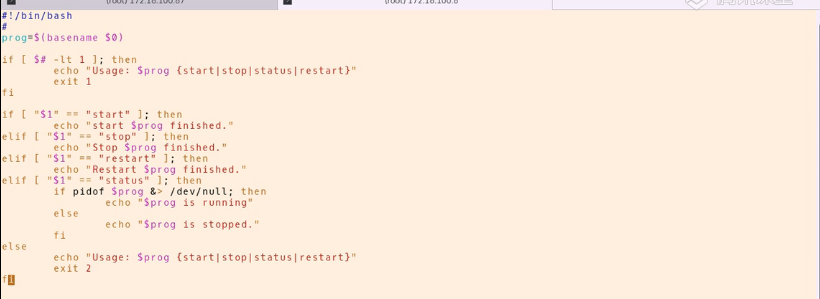 (root) 172.18.100.67
(root) 172.18.100.6
#!/bin/bash
#
prog=$(basename $0)

if [ $# -lt 1 ]; then
        echo "Usage: $prog {start|stop|status|restart}"
        exit 1
fi

if [ "$1" == "start" ]; then
        echo "start $prog finished."
elif [ "$1" == "stop" ]; then
        echo "Stop $prog finished."
elif [ "$1" == "restart" ]; then
        echo "Restart $prog finished."
elif [ "$1" == "status" ]; then
        if pidof $prog &> /dev/null; then
                echo "$prog is running"
        else
                echo "$prog is stopped."
        fi
else
        echo "Usage: $prog {start|stop|status|restart}"
        exit 2
fi